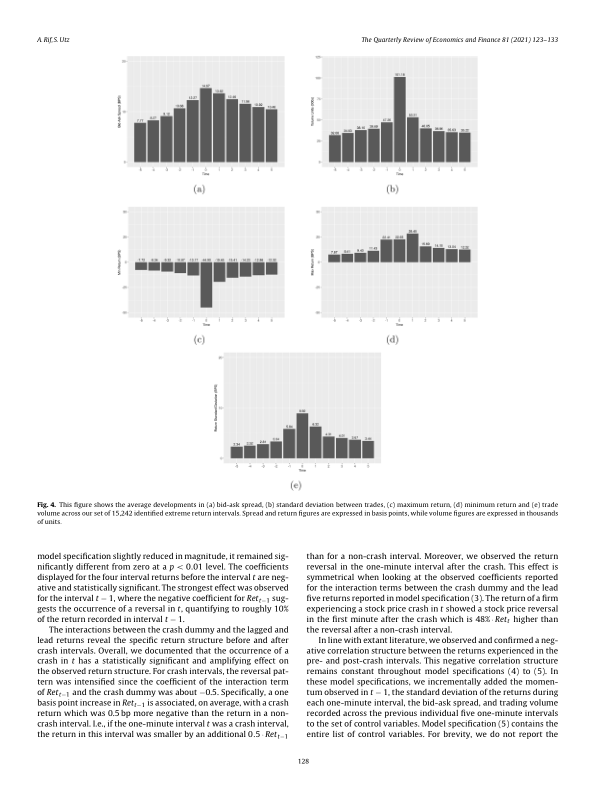 A. Rif, S. Utz
The Quarterly Review of Economics and Finance 81 (2021) 123–133
Time
(a)
Time
(b)
Time
(c)
Time
(d)
Time
(e)
Fig. 4. This figure shows the average developments in (a) bid-ask spread, (b) standard deviation between trades, (c) maximum return, (d) minimum return and (e) trade
volume across our set of 15,242 identified extreme return intervals. Spread and return figures are expressed in basis points, while volume figures are expressed in thousands
of units.
model specification slightly reduced in magnitude, it remained sig-
nificantly different from zero at a p < 0.01 level. The coefficients
displayed for the four interval returns before the interval t are neg-
ative and statistically significant. The strongest effect was observed
for the interval t − 1, where the negative coefficient for Ret t−1 sug-
gests the occurrence of a reversal in t, quantifying to roughly 10%
of the return recorded in interval t − 1.
The interactions between the crash dummy and the lagged and
lead returns reveal the specific return structure before and after
crash intervals. Overall, we documented that the occurrence of a
crash in t has a statistically significant and amplifying effect on
the observed return structure. For crash intervals, the reversal pat-
tern was intensified since the coefficient of the interaction term
of Ret t−1 and the crash dummy was about −0.5. Specifically, a one
basis point increase in Ret t−1 is associated, on average, with a crash
return which was 0.5 bp more negative than the return in a non-
crash interval. I.e., if the one-minute interval t was a crash interval,
the return in this interval was smaller by an additional 0.5 · Ret t−1
than for a non-crash interval. Moreover, we observed the return
reversal in the one-minute interval after the crash. This effect is
symmetrical when looking at the observed coefficients reported
for the interaction terms between the crash dummy and the lead
five returns reported in model specification (3). The return of a firm
experiencing a stock price crash in t showed a stock price reversal
in the first minute after the crash which is 48% · Ret t higher than
the reversal after a non-crash interval.
In line with extant literature, we observed and confirmed a neg-
ative correlation structure between the returns experienced in the
pre- and post-crash intervals. This negative correlation structure
remains constant throughout model specifications (4) to (5). In
these model specifications, we incrementally added the momen-
tum observed in t − 1, the standard deviation of the returns during
each one-minute interval, the bid-ask spread, and trading volume
recorded across the previous individual five one-minute intervals
to the set of control variables. Model specification (5) contains the
entire list of control variables. For brevity, we do not report the
128